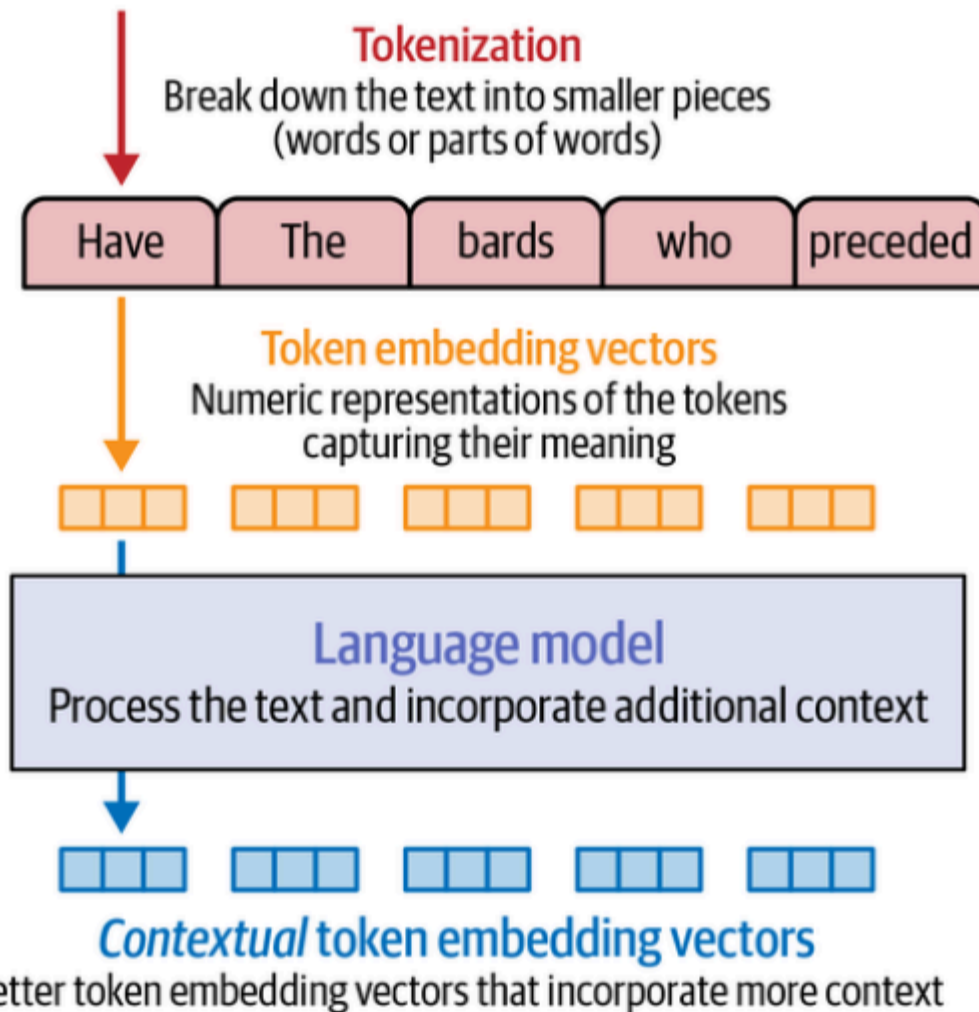 Tokenization
Break down the text into smaller pieces
(words or parts of words)
Have The bards who preceded
Token embedding vectors
Numeric representations of the tokens
capturing their meaning
Language model
Process the text and incorporate additional context
Contextual token embedding vectors
etter token embedding vectors that incorporate more context